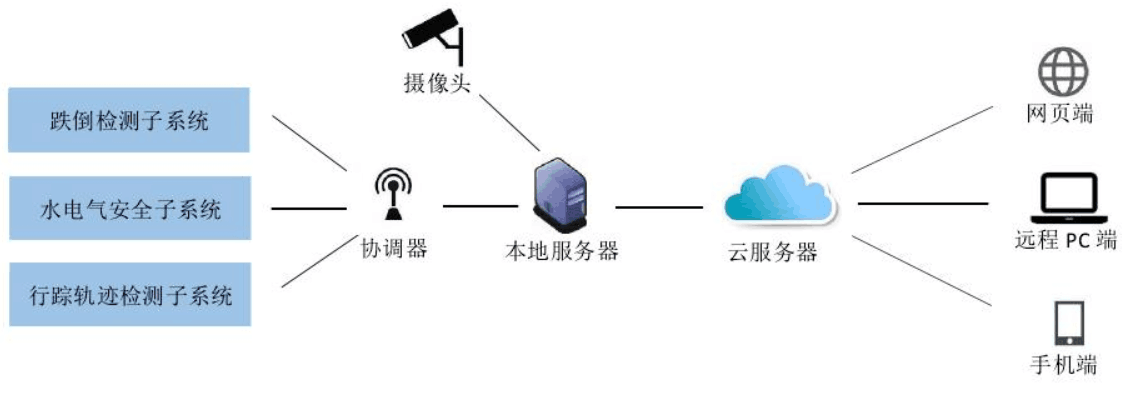 摄像头
跌倒检测子系统
水电气安全子系统
行踪轨迹检测子系统
协调器
本地服务器
云服务器
网页端
远程 PC 端
手机端